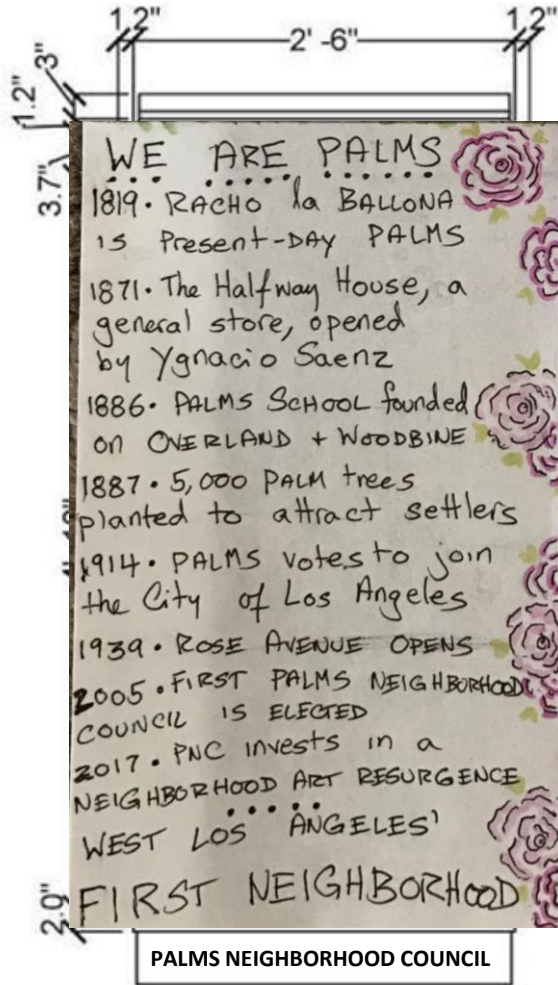 1.2" 1.2"
2' -6"
3"
1.2"
3.7"
WE ARE PALMS
1819. RACHO la BALLONA
is Present-DAY PALMS
1871. The Halfway House, a
general store, opened
by Ygnacio Saenz
1886. PALMS SCHOOL founded
on OVERLAND + WOODBINE
1887. 5,000 PALM trees
planted to attract settlers
1914. PALMS votes to join
the City of Los Angeles
1939. ROSE AVENUE OPENS
2005. FIRST PALMS NEIGHBORHOOD
COUNCIL IS ELECTED
2017. PNC invests in a
NEIGHBORHOOD ART RESURGENCE
WEST LOS ANGELES'
FIRST NEIGHBORHOOD
2.0"
PALMS NEIGHBORHOOD COUNCIL